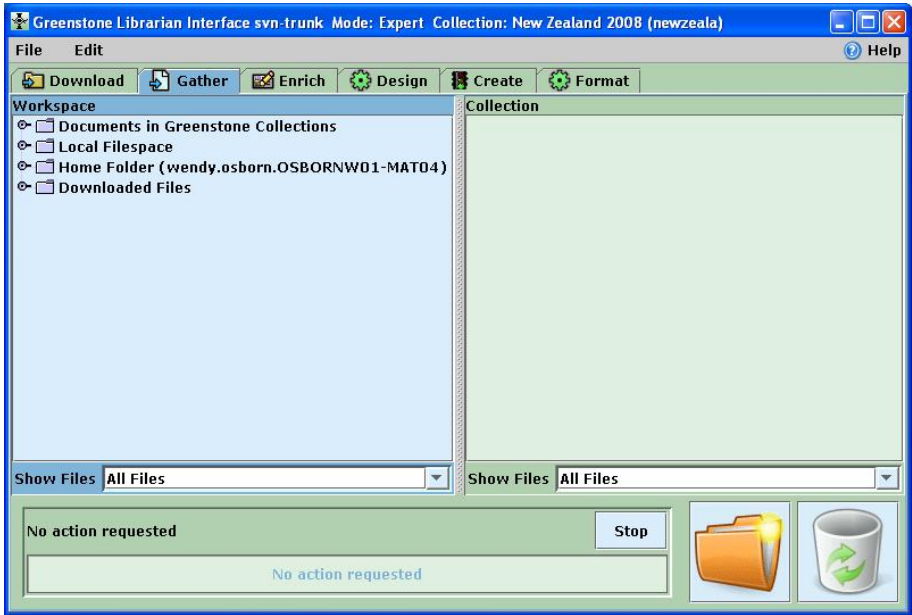 Greenstone Librarian Interface svn-trunk Mode: Expert Collection: New Zealand 2008 (newzeala)
File Edit Help
Download Gather Enrich Design Create Format
Workspace
Documents in Greenstone Collections
Local Filespace
Home Folder (wendy.osborn.OSBORNW01-MAT04)
Downloaded Files
Show Files All Files
Collection
Show Files All Files
No action requested
Stop
No action requested